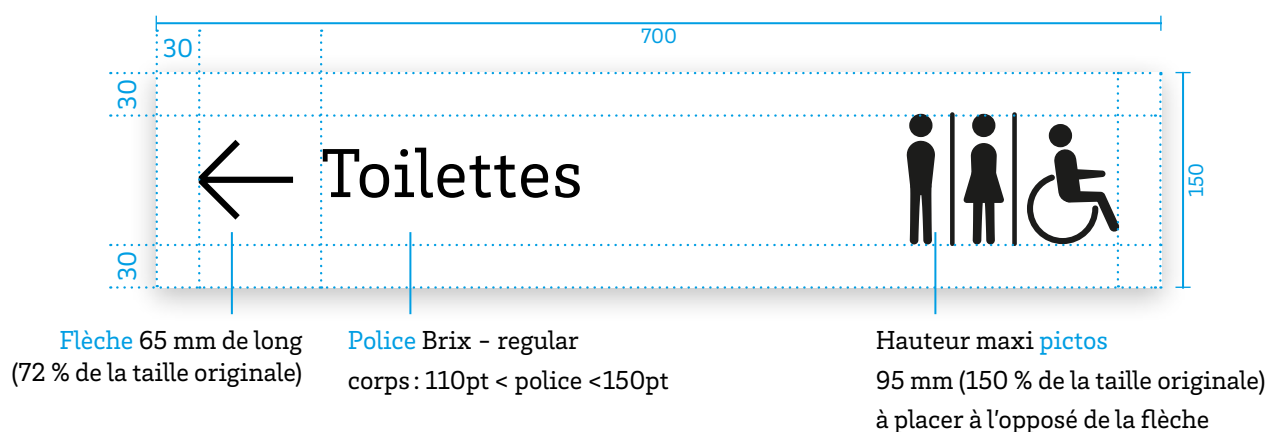 700
30
30
Toilettes
150
30
Flèche 65 mm de long
(72 % de la taille originale)
Police Brix – regular
corps : 110pt < police <150pt
Hauteur maxi pictos
95 mm (150 % de la taille originale)
à placer à l’opposé de la flèche